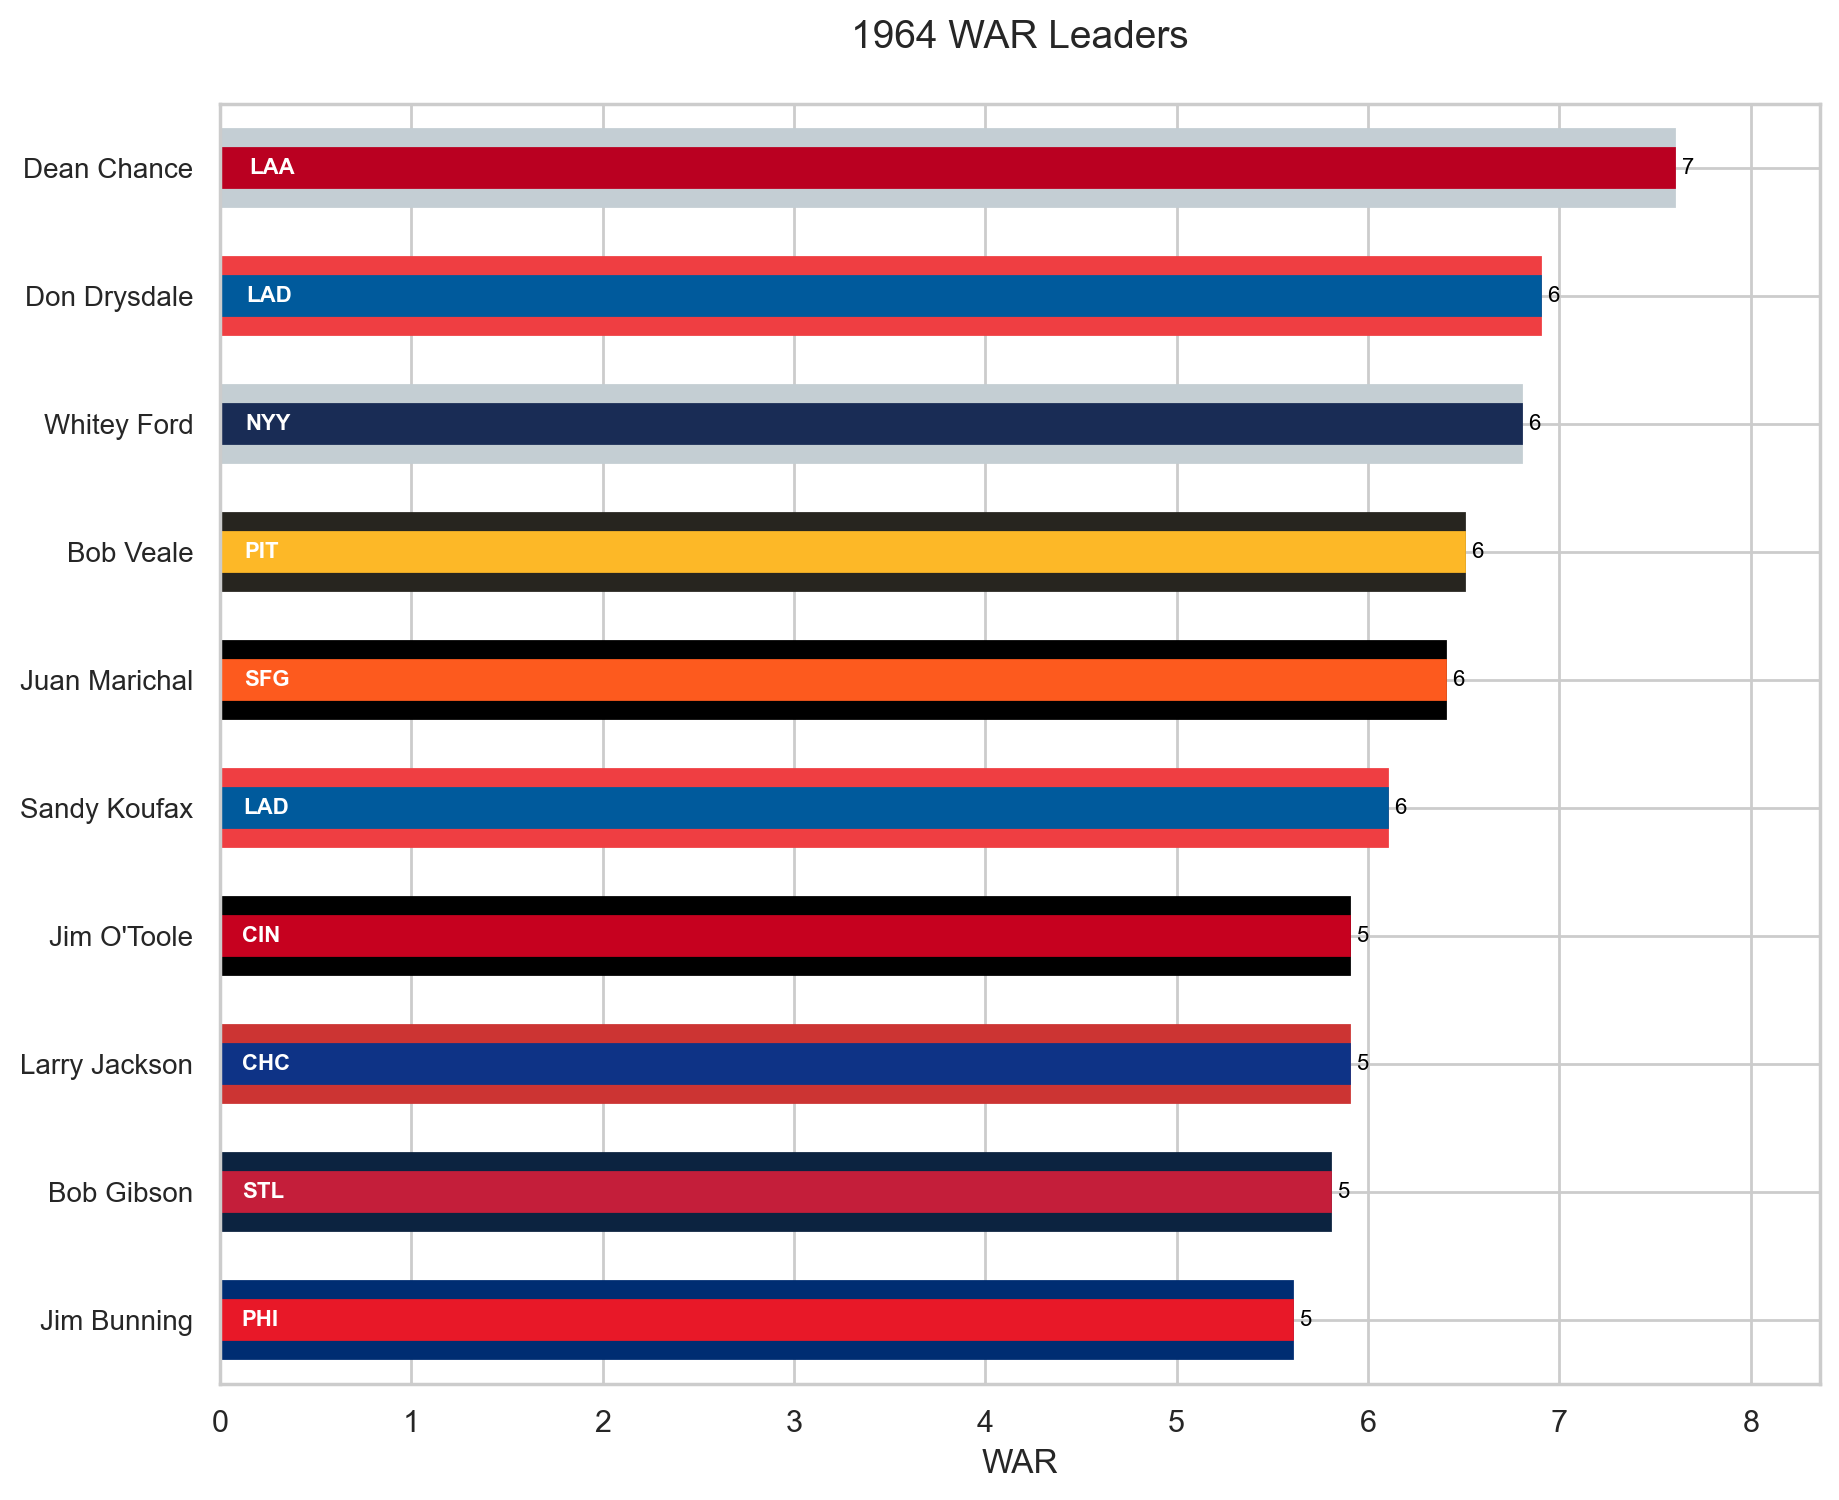 1964 WAR Leaders
Dean Chance LAA 7
Don Drysdale LAD 6
Whitey Ford NYY 6
Bob Veale PIT 6
Juan Marichal SFG 6
Sandy Koufax LAD 6
Jim O'Toole CIN 5
Larry Jackson CHC 5
Bob Gibson STL 5
Jim Bunning PHI 5
0 1 2 3 4 5 6 7 8
WAR